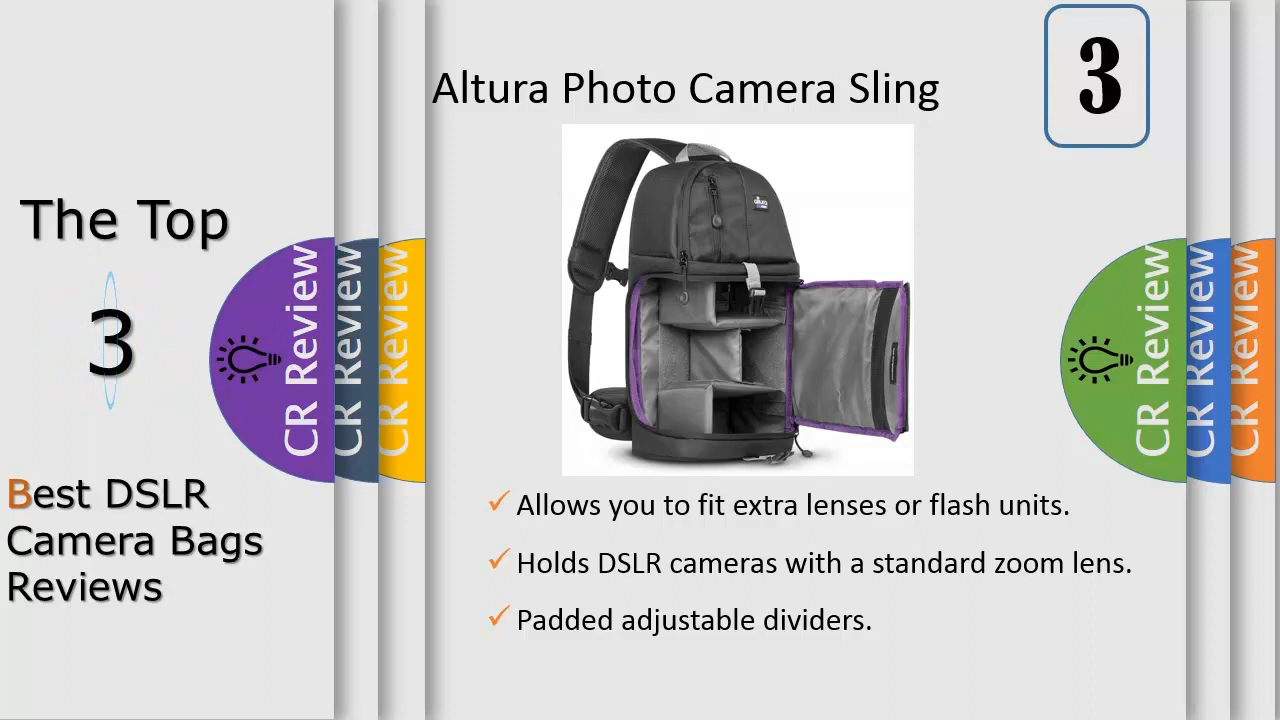 The Top
3
Best DSLR
Camera Bags
Reviews
CR Review
CR Review
CR Review
Altura Photo Camera Sling
3
altura
Allows you to fit extra lenses or flash units.
Holds DSLR cameras with a standard zoom lens.
Padded adjustable dividers.
CR Review
CR Review
CR Review